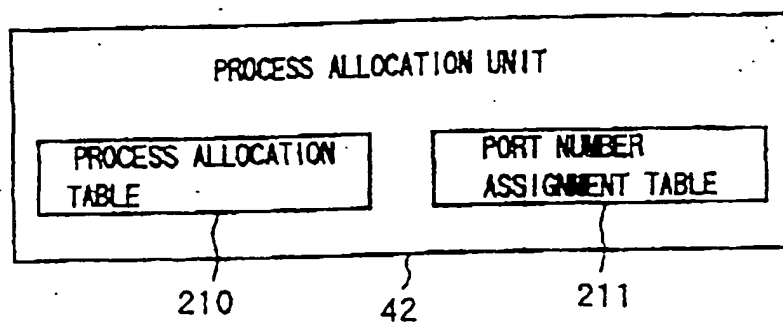 PROCESS ALLOCATION UNIT
PROCESS ALLOCATION
TABLE
PORT NUMBER
ASSIGNMENT TABLE
210
42
211